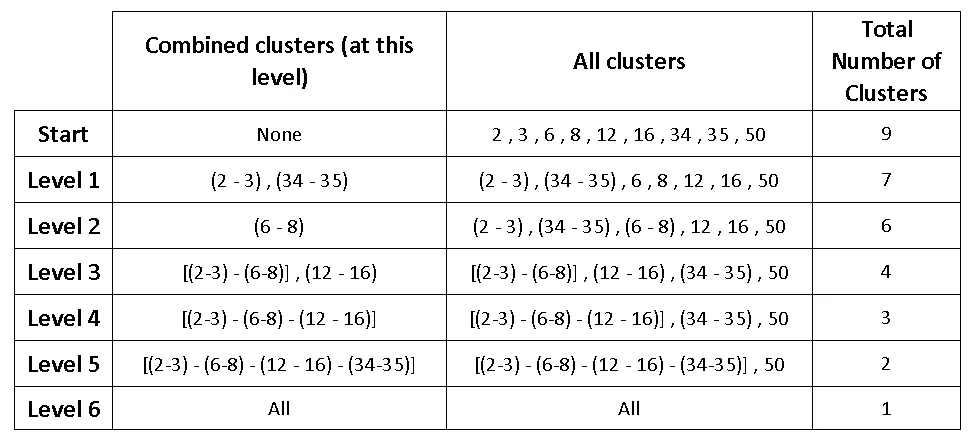 Combined clusters (at this level) All clusters Total Number of Clusters
Start None 2 , 3 , 6 , 8 , 12 , 16 , 34 , 35 , 50 9
Level 1 (2 - 3) , (34 - 35) (2 - 3) , (34 - 35) , 6 , 8 , 12 , 16 , 50 7
Level 2 (6 - 8) (2 - 3) , (34 - 35) , (6 - 8) , 12 , 16 , 50 6
Level 3 [(2-3) - (6-8)] , (12 - 16) [(2-3) - (6-8)] , (12 - 16) , (34 - 35) , 50 4
Level 4 [(2-3) - (6-8) - (12 - 16)] [(2-3) - (6-8) - (12 - 16)] , (34 - 35) , 50 3
Level 5 [(2-3) - (6-8) - (12 - 16) - (34-35)] [(2-3) - (6-8) - (12 - 16) - (34-35)] , 50 2
Level 6 All All 1